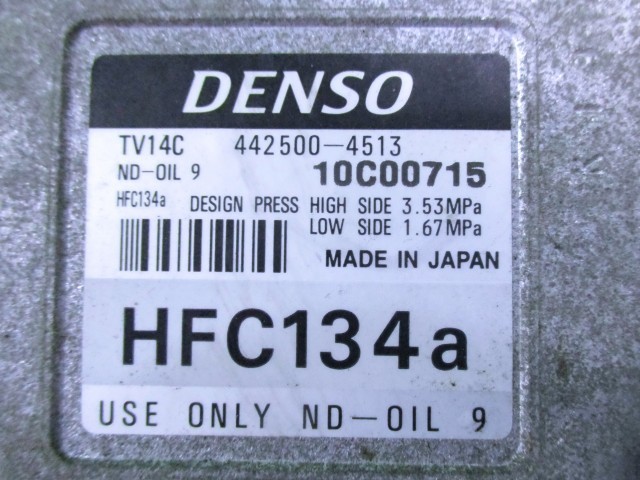 DENSO
TV14C 442500-4513
ND-OIL 9 10C00715
HFC134a DESIGN PRESS HIGH SIDE 3.53MPa
LOW SIDE 1.67MPa
MADE IN JAPAN
HFC134a
USE ONLY ND-OIL 9